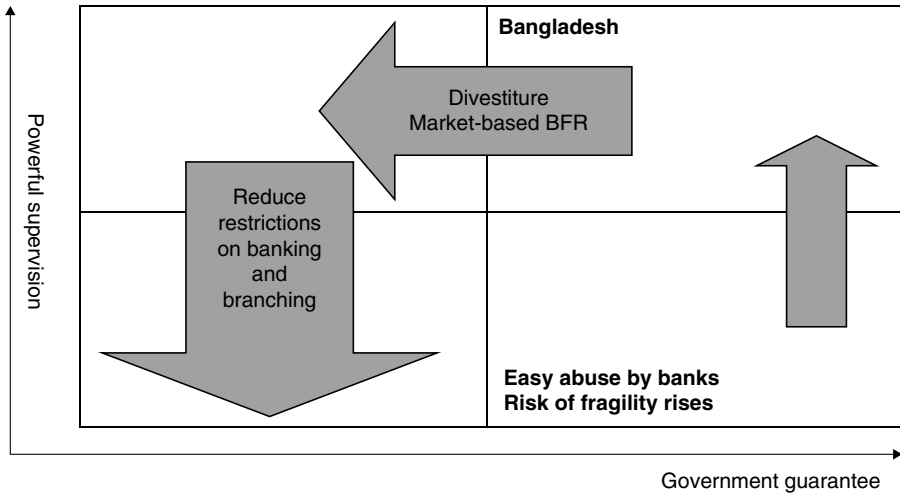 Powerful supervision
Bangladesh
Divestiture
Market-based BFR
Reduce
restrictions
on banking
and
branching
Easy abuse by banks
Risk of fragility rises
Government guarantee